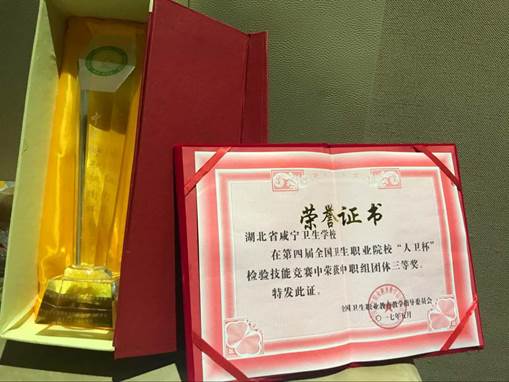 荣誉证书
湖北省咸宁卫生学校
在第四届全国卫生职业院校“人卫杯”
检验技能竞赛中荣获中职组团体三等奖。
特发此证。
全国卫生职业教育教学指导委员会
二〇一七年五月